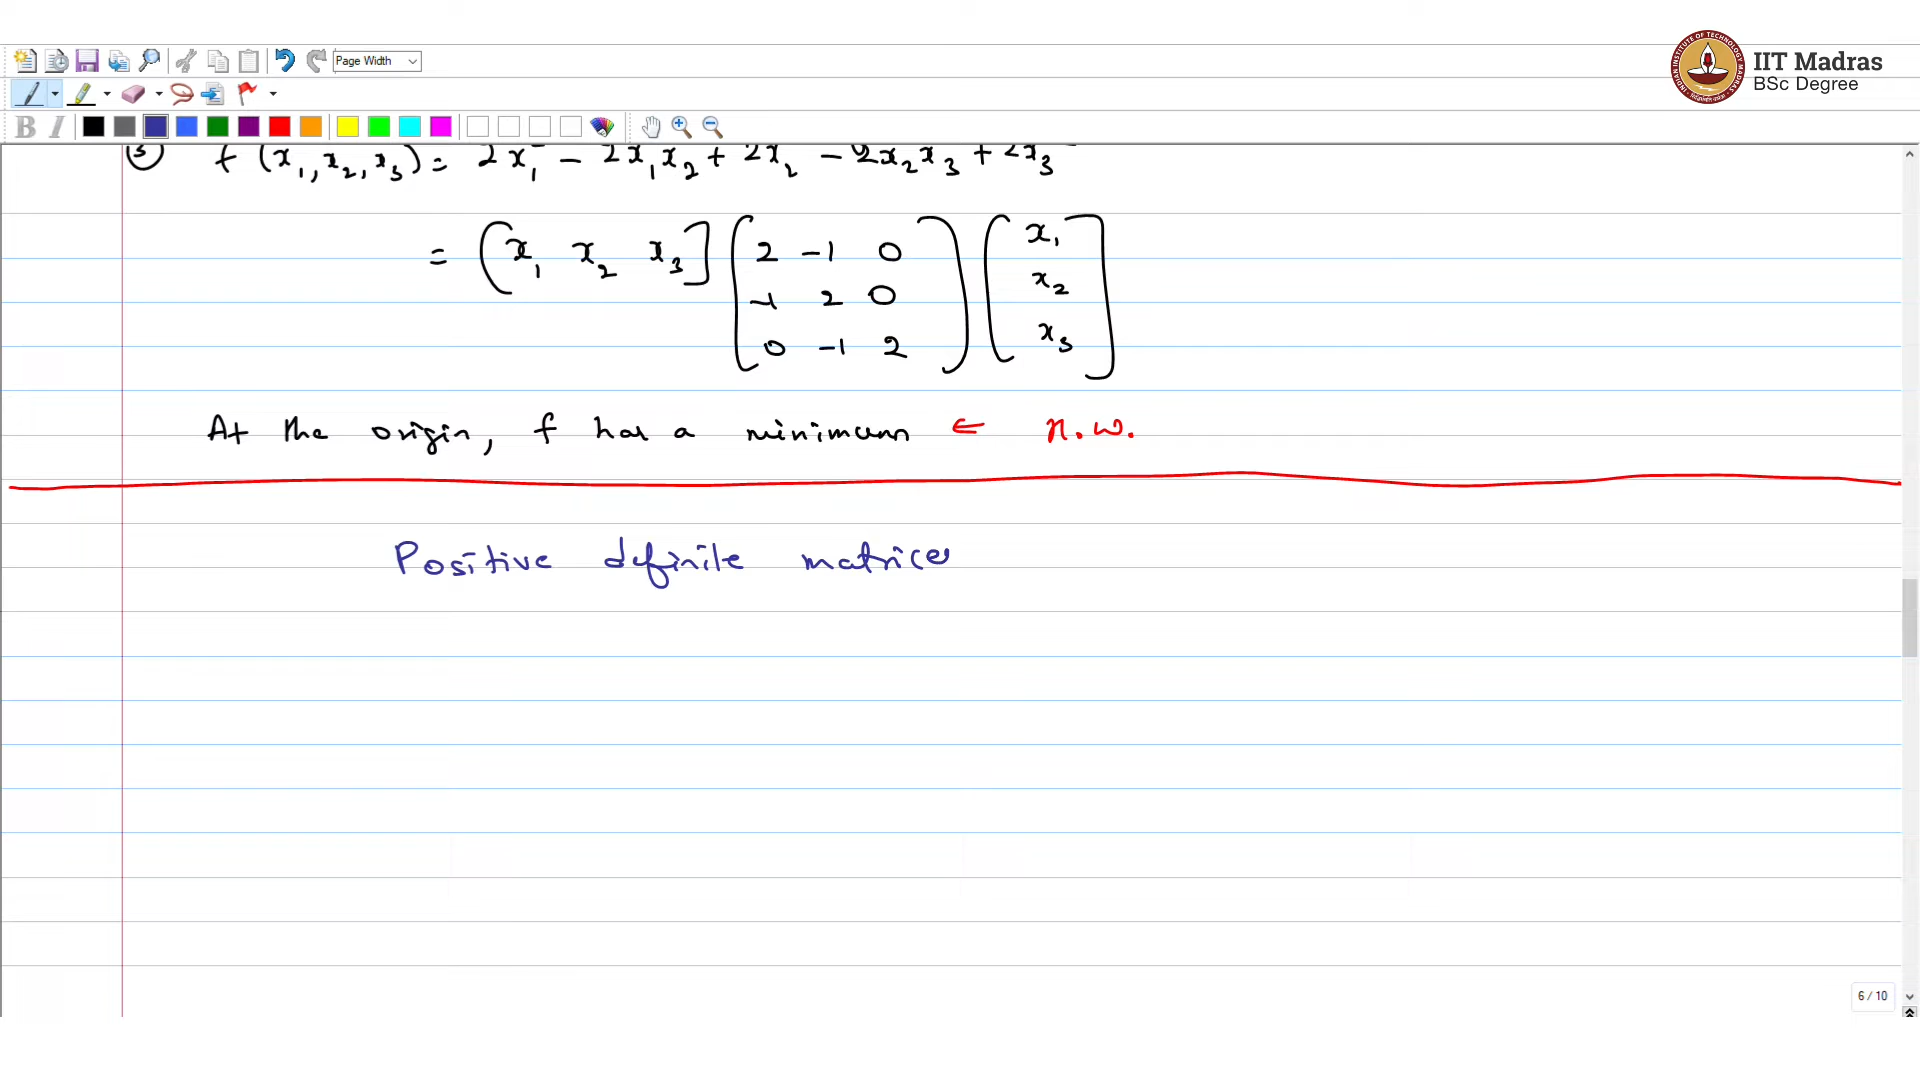 IIT Madras
BSc Degree
Page Width
B I
③ f(x₁, x₂, x₃) = 2x₁² - 2x₁x₂ + 2x₂² - 2x₂x₃ + 2x₃²
= [x₁ x₂ x₃] [2 -1 0
-1 2 0
0 -1 2] [x₁
x₂
x₃]
At the origin, f has a minimum ←
Positive definite matrices
6 / 10